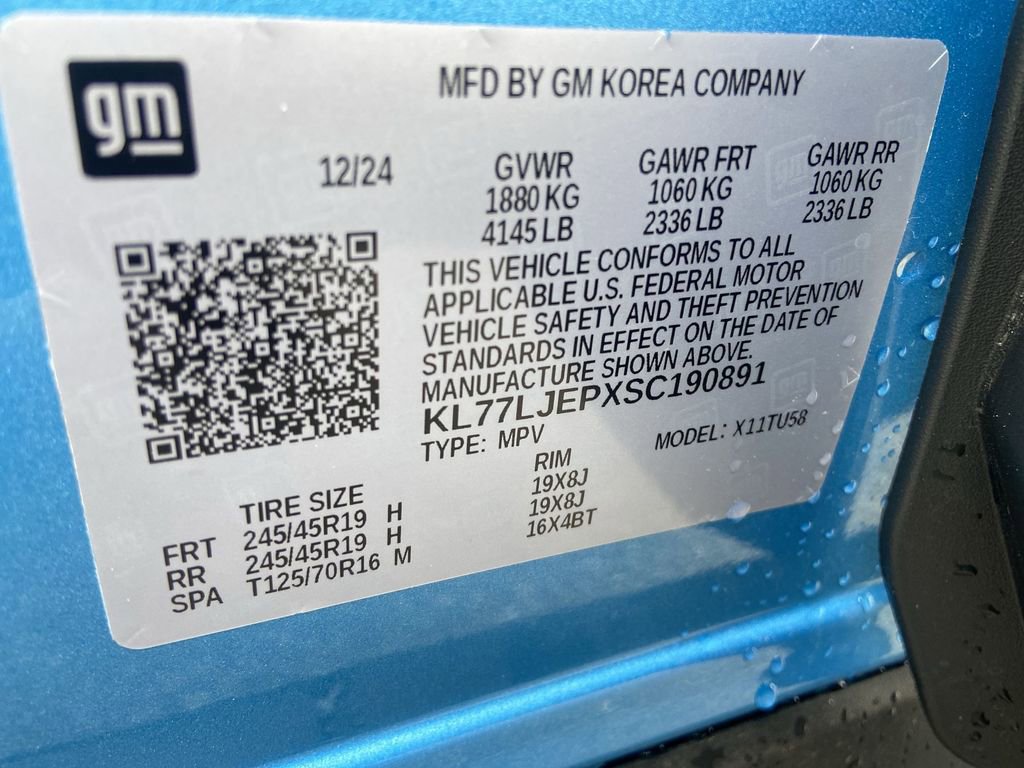 gm
MFD BY GM KOREA COMPANY
12/24 GVWR GAWR FRT GAWR RR
1880 KG 1060 KG 1060 KG
4145 LB 2336 LB 2336 LB
THIS VEHICLE CONFORMS TO ALL
APPLICABLE U.S. FEDERAL MOTOR
VEHICLE SAFETY AND THEFT PREVENTION
STANDARDS IN EFFECT ON THE DATE OF
MANUFACTURE SHOWN ABOVE.
KL77LJEPXSC190891
TYPE: MPV MODEL: X11TU58
TIRE SIZE RIM
FRT 245/45R19 H 19X8J
RR 245/45R19 H 19X8J
SPA T125/70R16 M 16X4BT